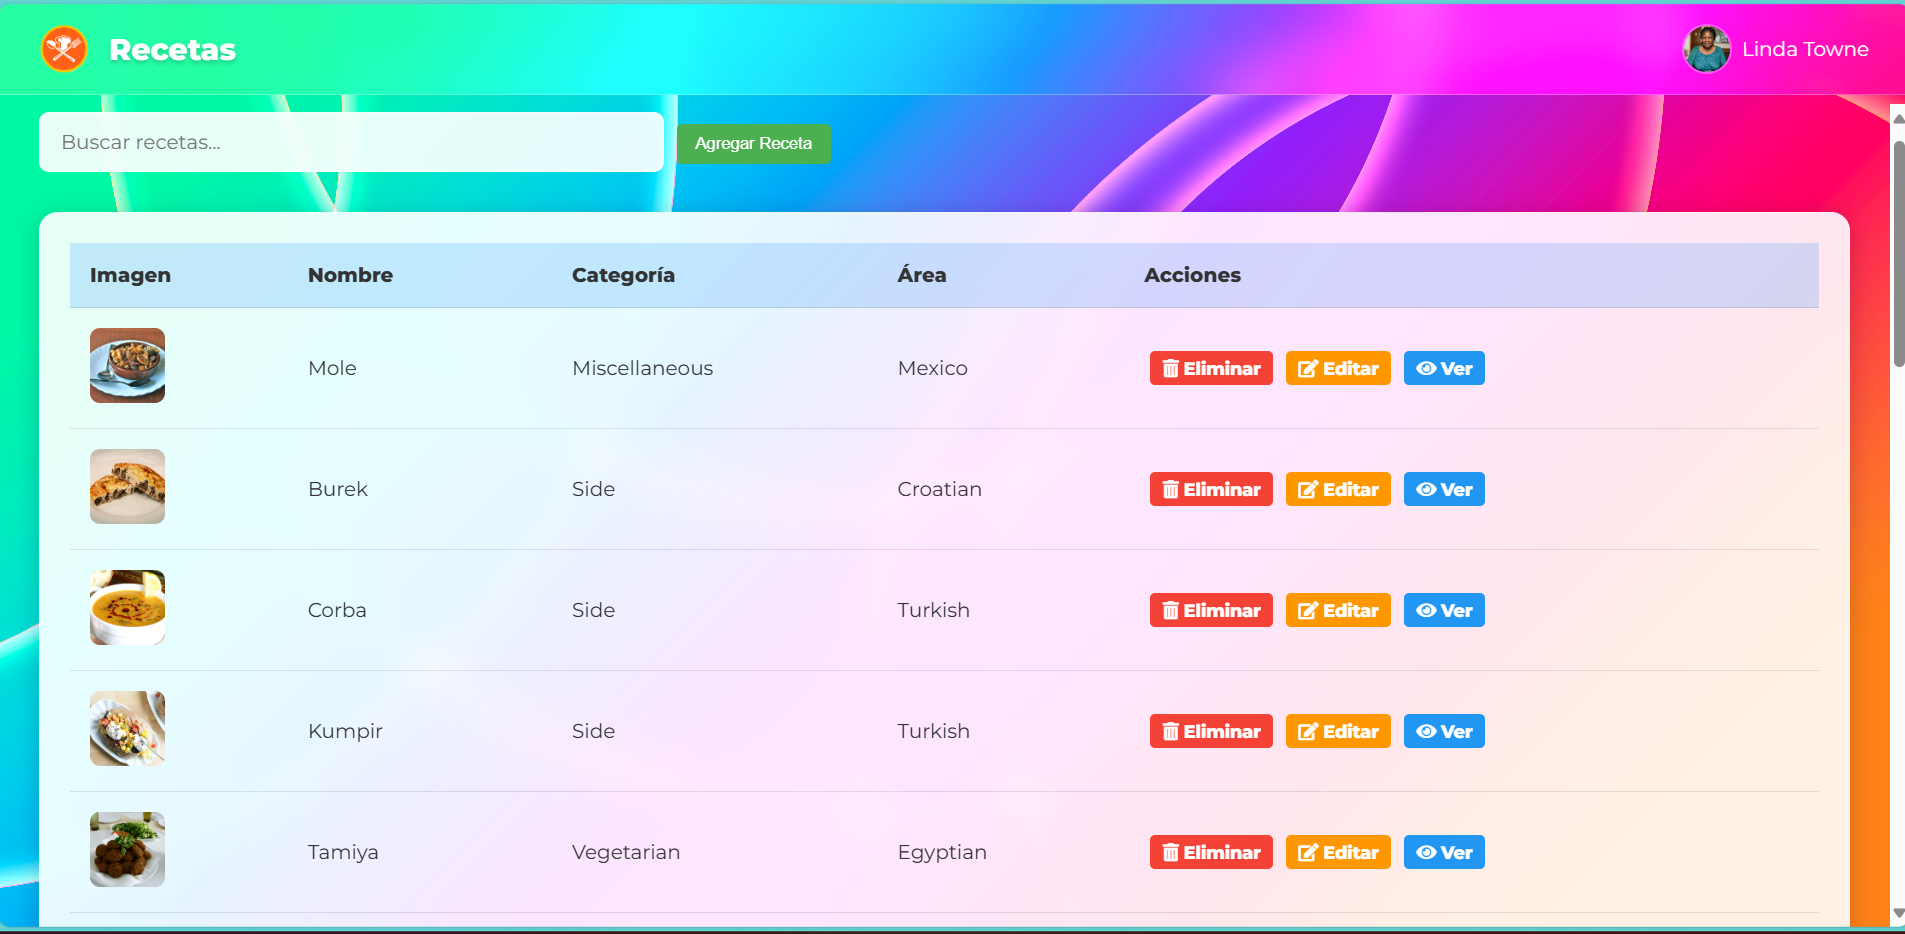 Recetas
Linda Towne
Buscar recetas...
Agregar Receta
Imagen Nombre Categoría Área Acciones
Mole Miscellaneous Mexico Eliminar Editar Ver
Burek Side Croatian Eliminar Editar Ver
Corba Side Turkish Eliminar Editar Ver
Kumpir Side Turkish Eliminar Editar Ver
Tamiya Vegetarian Egyptian Eliminar Editar Ver